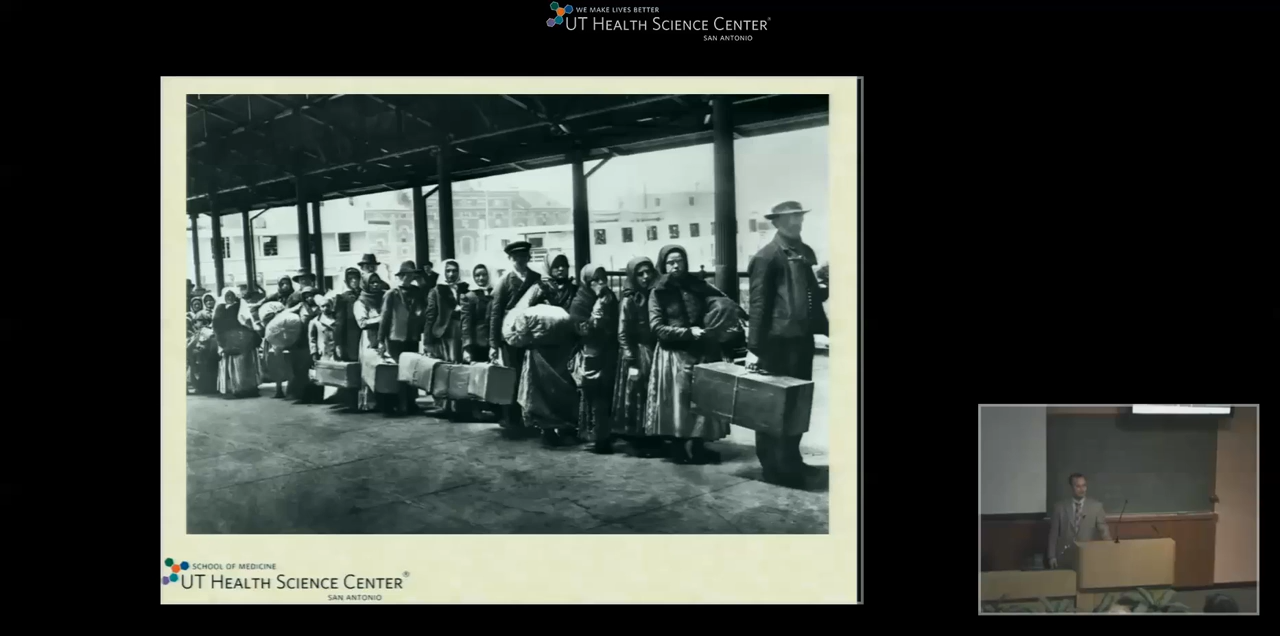 WE MAKE LIVES BETTER
UT HEALTH SCIENCE CENTER®
SAN ANTONIO
SCHOOL OF MEDICINE
UT HEALTH SCIENCE CENTER®
SAN ANTONIO